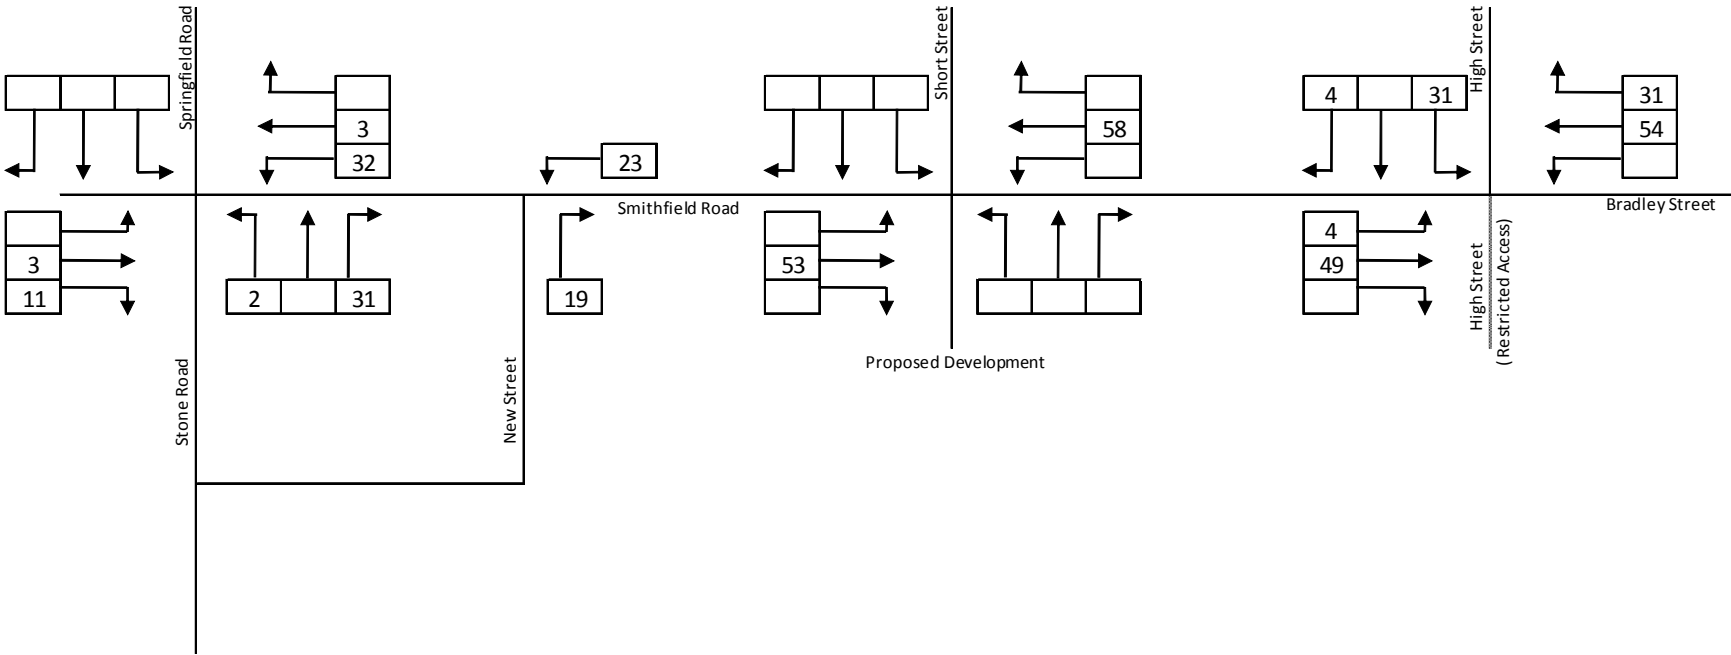 Springfield Road
Short Street
High Street
4 31
31
3
58
54
32
23
Smithfield Road
Bradley Street
3
11
2 31
19
53
4
49
High Street
(Restricted Access)
Proposed Development
Stone Road
New Street